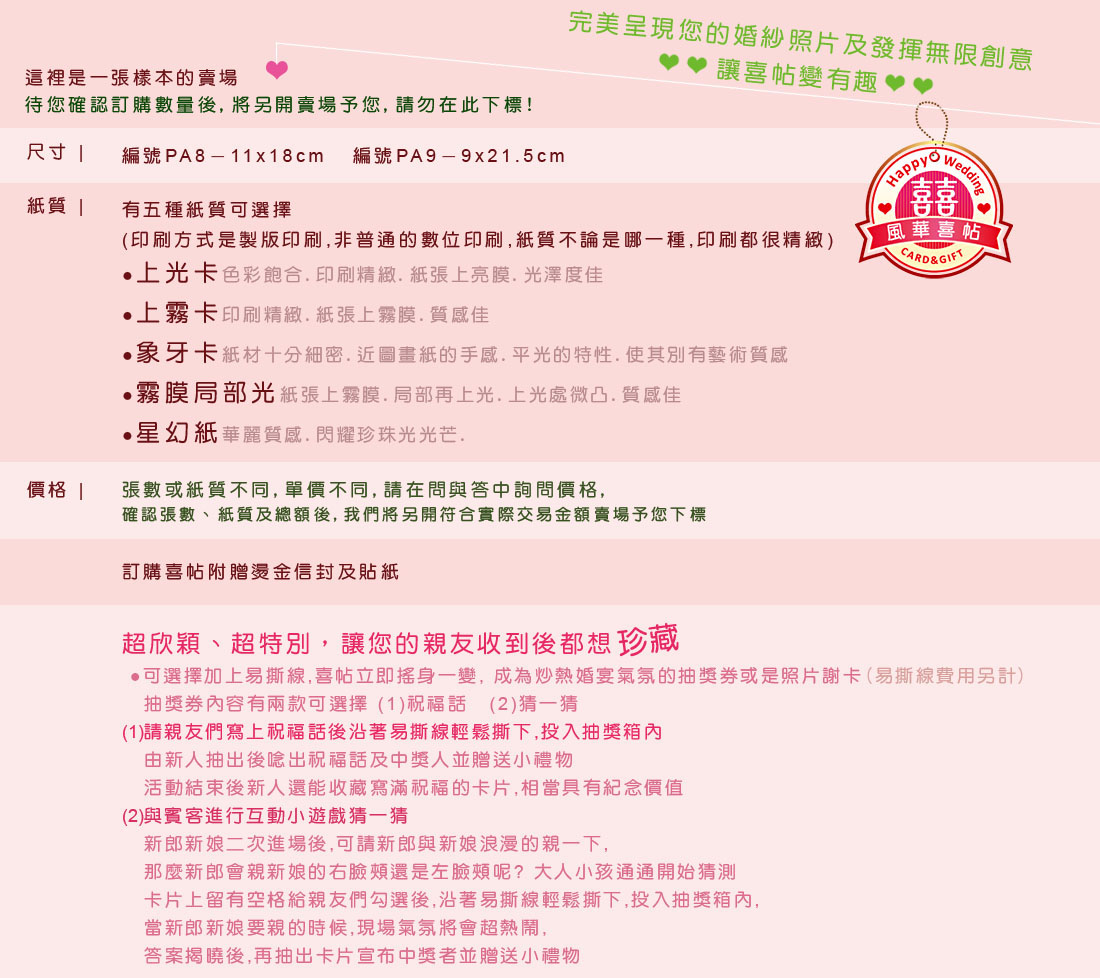 完美呈現您的婚紗照片及發揮無限創意
❤❤讓喜帖變有趣❤❤
這裡是一張樣本的賣場
待您確認訂購數量後,將另開賣場予您,請勿在此下標!
尺寸 | 編號PA8－11x18cm 編號PA9－9x21.5cm
Happy Wedding
囍
風華喜帖
CARD&GIFT
紙質 | 有五種紙質可選擇
(印刷方式是製版印刷,非普通的數位印刷,紙質不論是哪一種,印刷都很精緻)
●上光卡色彩飽合.印刷精緻.紙張上亮膜.光澤度佳
●上霧卡印刷精緻.紙張上霧膜.質感佳
●象牙卡紙材十分細密.近圖畫紙的手感.平光的特性.使其別有藝術質感
●霧膜局部光紙張上霧膜.局部再上光.上光處微凸.質感佳
●星幻紙華麗質感.閃耀珍珠光光芒.
價格 | 張數或紙質不同,單價不同,請在問與答中詢問價格,
確認張數、紙質及總額後,我們將另開符合實際交易金額賣場予您下標
訂購喜帖附贈燙金信封及貼紙
超欣穎、超特別，讓您的親友收到後都想珍藏
●可選擇加上易撕線,喜帖立即搖身一變, 成為炒熱婚宴氣氛的抽獎券或是照片謝卡(易撕線費用另計)
抽獎券內容有兩款可選擇 (1)祝福話 (2)猜一猜
(1)請親友們寫上祝福話後沿著易撕線輕鬆撕下,投入抽獎箱內
由新人抽出後唸出祝福話及中獎人並贈送小禮物
活動結束後新人還能收藏寫滿祝福的卡片,相當具有紀念價值
(2)與賓客進行互動小遊戲猜一猜
新郎新娘二次進場後,可請新郎與新娘浪漫的親一下,
那麼新郎會親新娘的右臉頰還是左臉頰呢? 大人小孩通通開始猜測
卡片上留有空格給親友們勾選後,沿著易撕線輕鬆撕下,投入抽獎箱內,
當新郎新娘要親的時候,現場氣氛將會超熱鬧,
答案揭曉後,再抽出卡片宣布中獎者並贈送小禮物